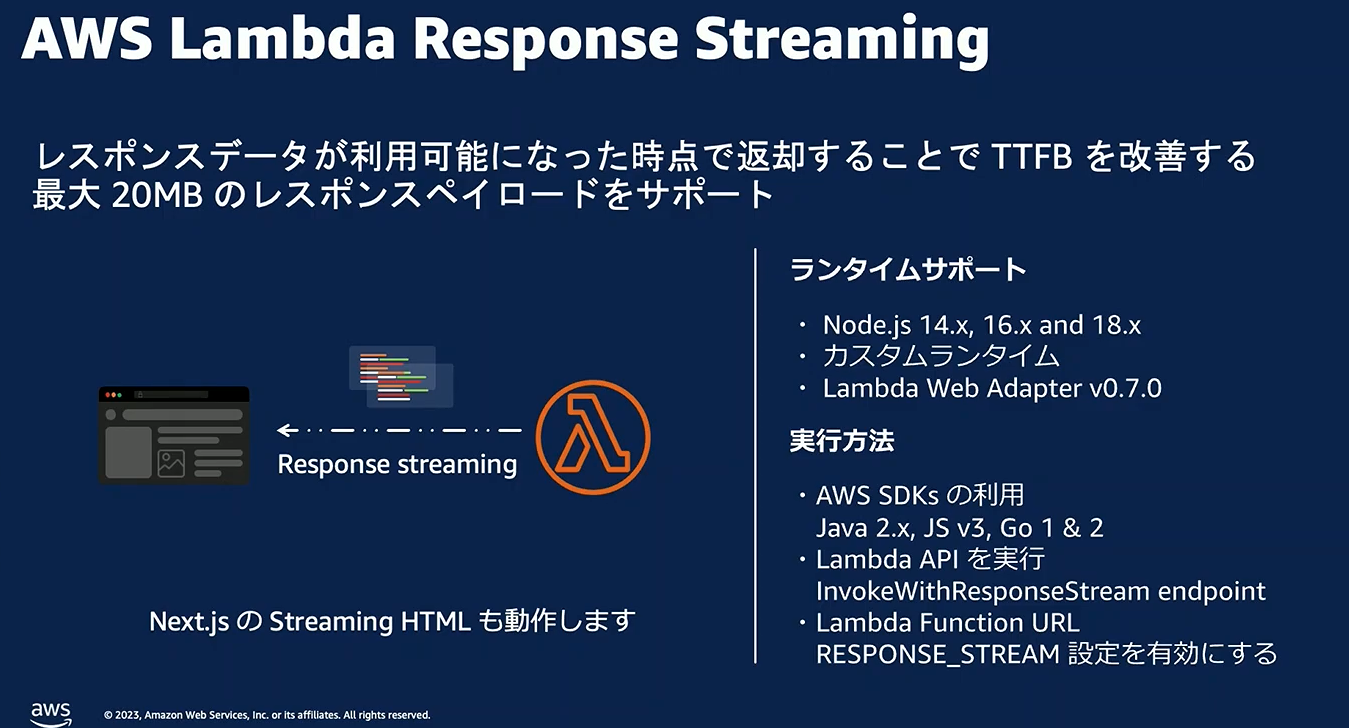 AWS Lambda Response Streaming
レスポンスデータが利用可能になった時点で返却することで TTFB を改善する
最大 20MB のレスポンスペイロードをサポート
Response streaming
Next.js の Streaming HTML も動作します
ランタイムサポート
・ Node.js 14.x, 16.x and 18.x
・ カスタムランタイム
・ Lambda Web Adapter v0.7.0
実行方法
・AWS SDKs の利用
Java 2.x, JS v3, Go 1 & 2
・Lambda API を実行
InvokeWithResponseStream endpoint
・Lambda Function URL
RESPONSE_STREAM 設定を有効にする
aws
© 2023, Amazon Web Services, Inc. or its affiliates. All rights reserved.